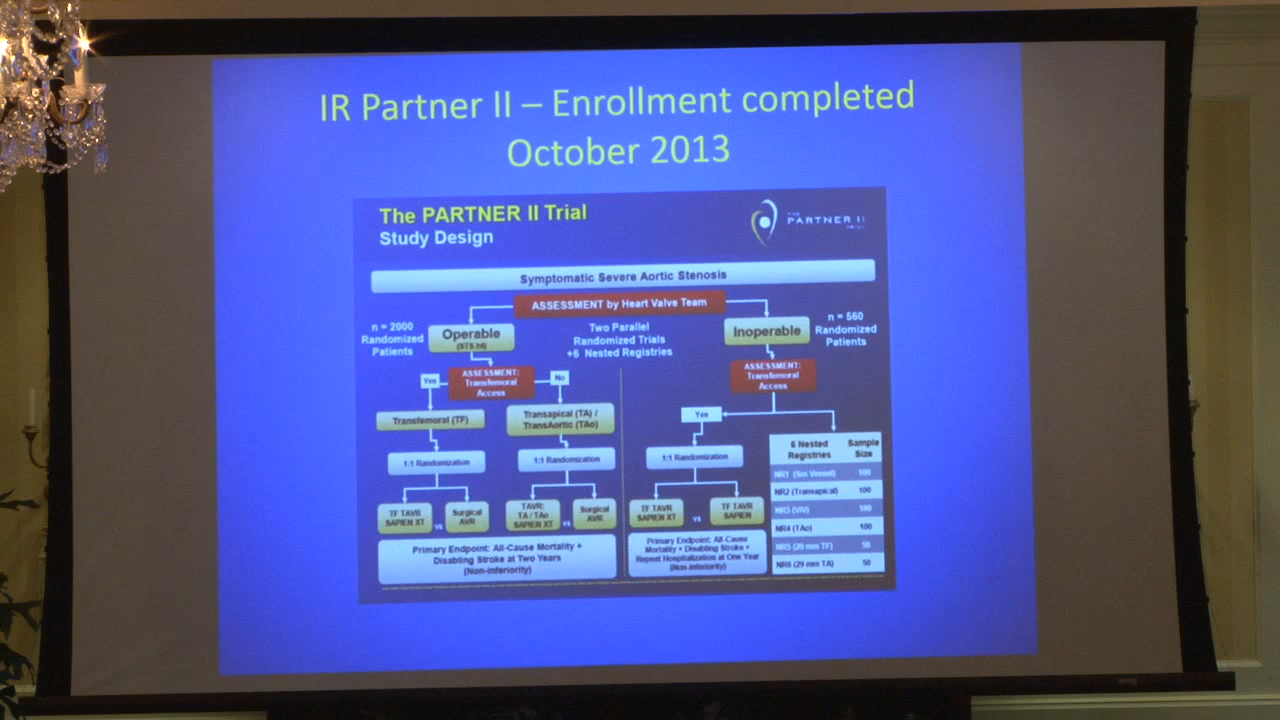 IR Partner II – Enrollment completed
October 2013
The PARTNER II Trial
Study Design
THE
PARTNER II
TRIAL
Symptomatic Severe Aortic Stenosis
ASSESSMENT by Heart Valve Team
n = 2000
Randomized
Patients
Operable
(STS ≥4)
Two Parallel
Randomized Trials
+6 Nested Registries
Inoperable
n = 560
Randomized
Patients
Yes
ASSESSMENT:
Transfemoral
Access
No
ASSESSMENT:
Transfemoral
Access
Transfemoral (TF)
Transapical (TA) /
TransAortic (TAo)
Yes
1:1 Randomization
1:1 Randomization
1:1 Randomization
TF TAVR
SAPIEN XT
vs
Surgical
AVR
TAVR:
TA / TAo
SAPIEN XT
vs
Surgical
AVR
TF TAVR
SAPIEN XT
vs
TF TAVR
SAPIEN
Primary Endpoint: All-Cause Mortality +
Disabling Stroke at Two Years
(Non-inferiority)
Primary Endpoint: All-Cause
Mortality + Disabling Stroke +
Repeat Hospitalization at One Year
(Non-inferiority)
6 Nested Registries Sample Size
NR1 (Sm Vessel) 100
NR2 (Transapical) 100
NR3 (ViV) 100
NR4 (TAo) 100
NR5 (29 mm TF) 50
NR6 (29 mm TA) 50